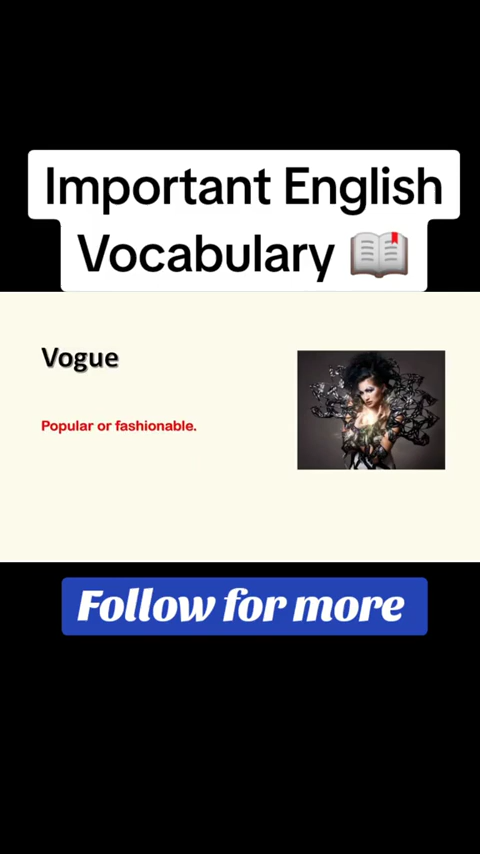 Important English
Vocabulary 📖
Vogue
Popular or fashionable.
Follow for more